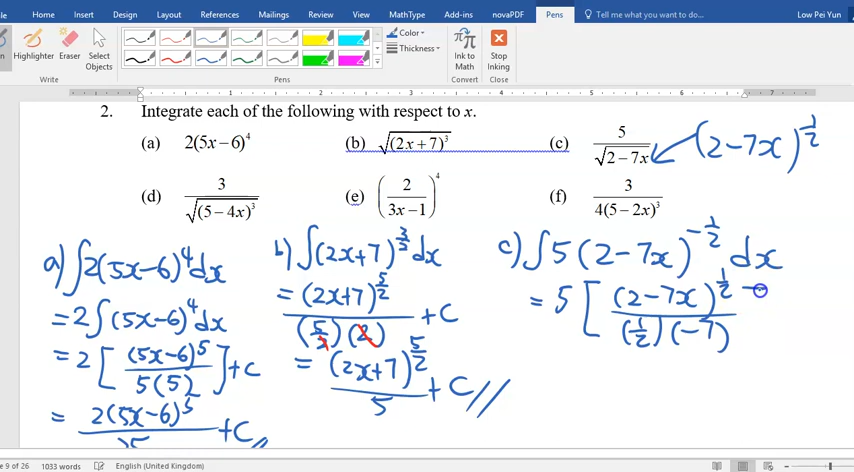 Home Insert Design Layout References Mailings Review View MathType Add-ins novaPDF Pens Tell me what you want to do... Low Pei Yun
Highlighter Eraser Select Objects Color Thickness Ink to Math Stop Inking
Write Pens Convert Close
1 2 3 4 5 6 7
2. Integrate each of the following with respect to x.
(a) 2(5x−6)^4 (b) √((2x+7)^3) (c) 5/√(2−7x) (2−7x)^(1/2)
(d) 3/√((5−4x)^3) (e) (2/(3x−1))^4 (f) 3/(4(5−2x)^3)
a) ∫2(5x−6)^4 dx
= 2 ∫(5x−6)^4 dx
= 2 [(5x−6)^5/(5(5))] + C
= 2(5x−6)^5/25 + C //
b) ∫(2x+7)^(3/2) dx
= (2x+7)^(5/2)/((5/2)(2)) + C
= (2x+7)^(5/2)/5 + C //
c) ∫5(2−7x)^(−1/2) dx
= 5 [(2−7x)^(1/2)/((1/2)(−7))
9 of 26 1033 words English (United Kingdom)